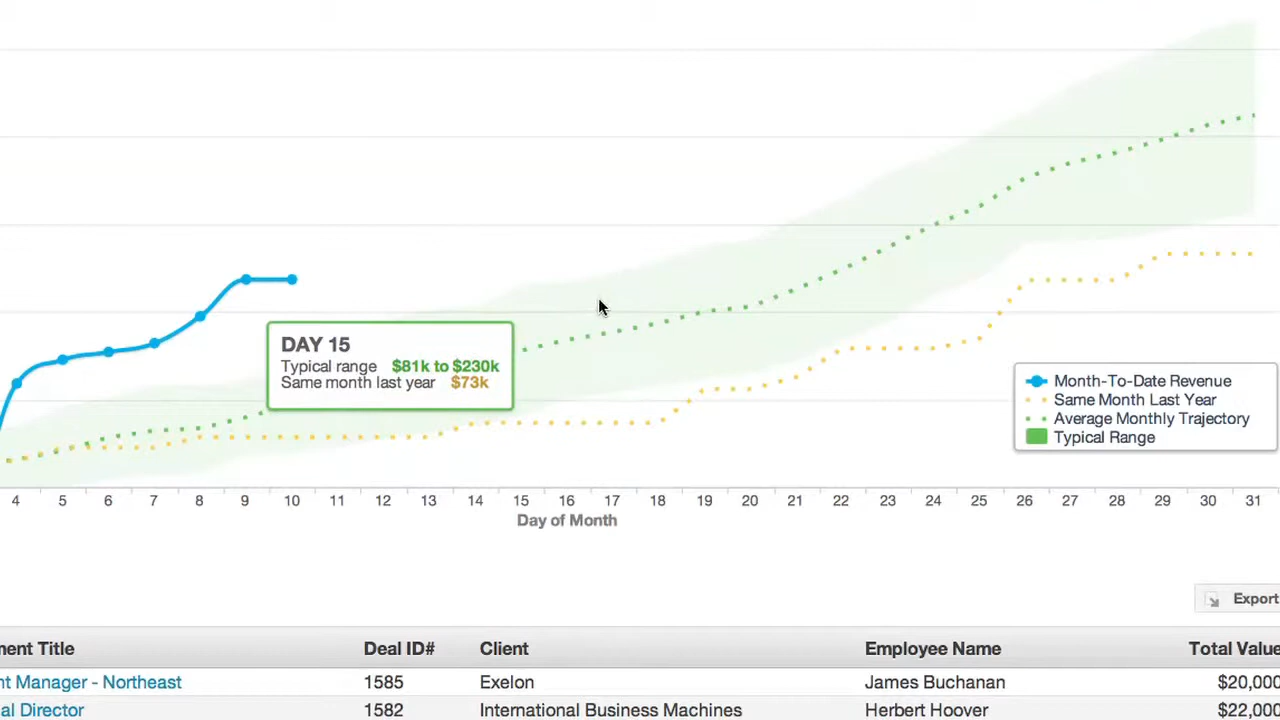 DAY 15
Typical range $81k to $230k
Same month last year $73k
Month-To-Date Revenue
Same Month Last Year
Average Monthly Trajectory
Typical Range
4 5 6 7 8 9 10 11 12 13 14 15 16 17 18 19 20 21 22 23 24 25 26 27 28 29 30 31
Day of Month
Export
Title Deal ID# Client Employee Name Total Value
Manager - Northeast 1585 Exelon James Buchanan $20,000
Director 1582 International Business Machines Herbert Hoover $22,000